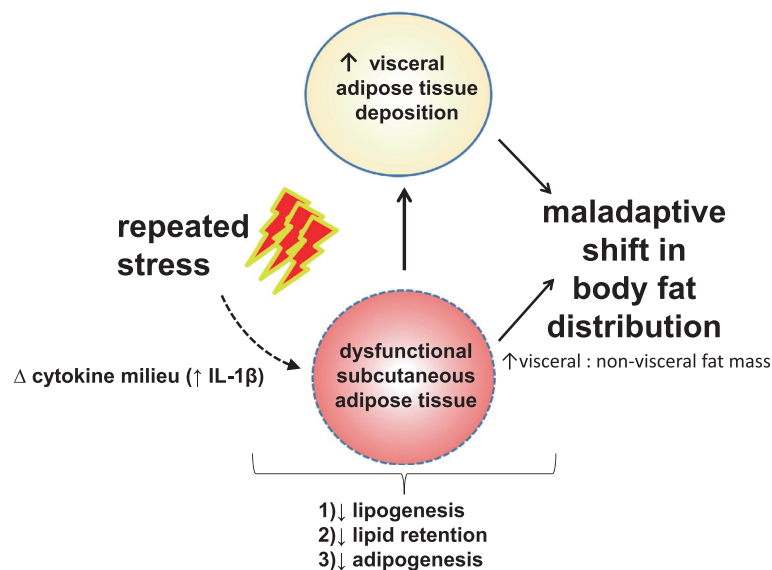 ↑ visceral
adipose tissue
deposition
repeated
stress
maladaptive
shift in
body fat
distribution
↑visceral : non-visceral fat mass
dysfunctional
subcutaneous
adipose tissue
Δ cytokine milieu (↑ IL-1β)
1)↓ lipogenesis
2)↓ lipid retention
3)↓ adipogenesis